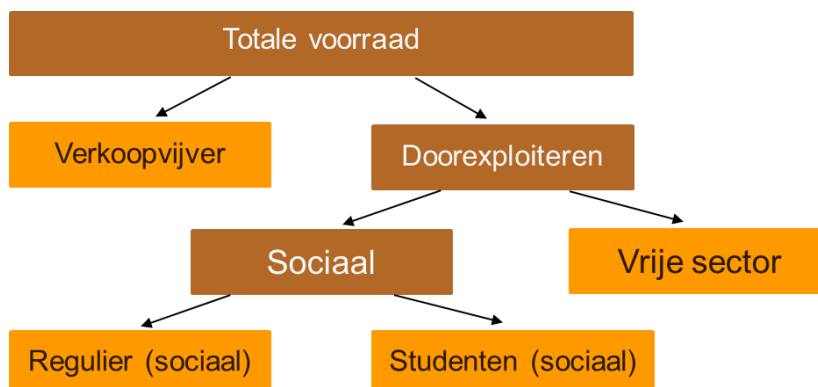 Totale voorraad
Verkoopvijver
Doorexploiteren
Sociaal
Vrije sector
Regulier (sociaal)
Studenten (sociaal)